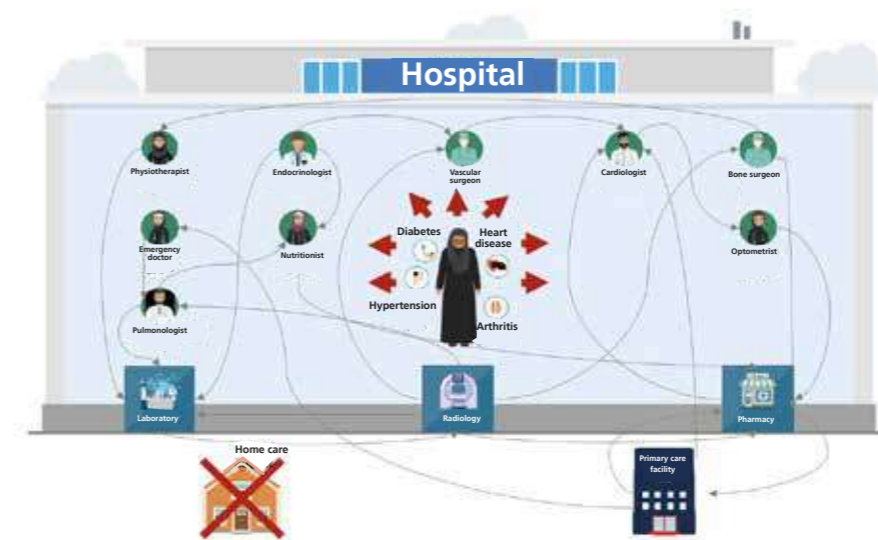 Hospital
Physiotherapist
Endocrinologist
Vascular
surgeon
Cardiologist
Bone surgeon
Diabetes
Heart
disease
Emergency
doctor
Nutritionist
Optometrist
Hypertension
Arthritis
Pulmonologist
Laboratory
Radiology
Pharmacy
Home care
Primary care
facility